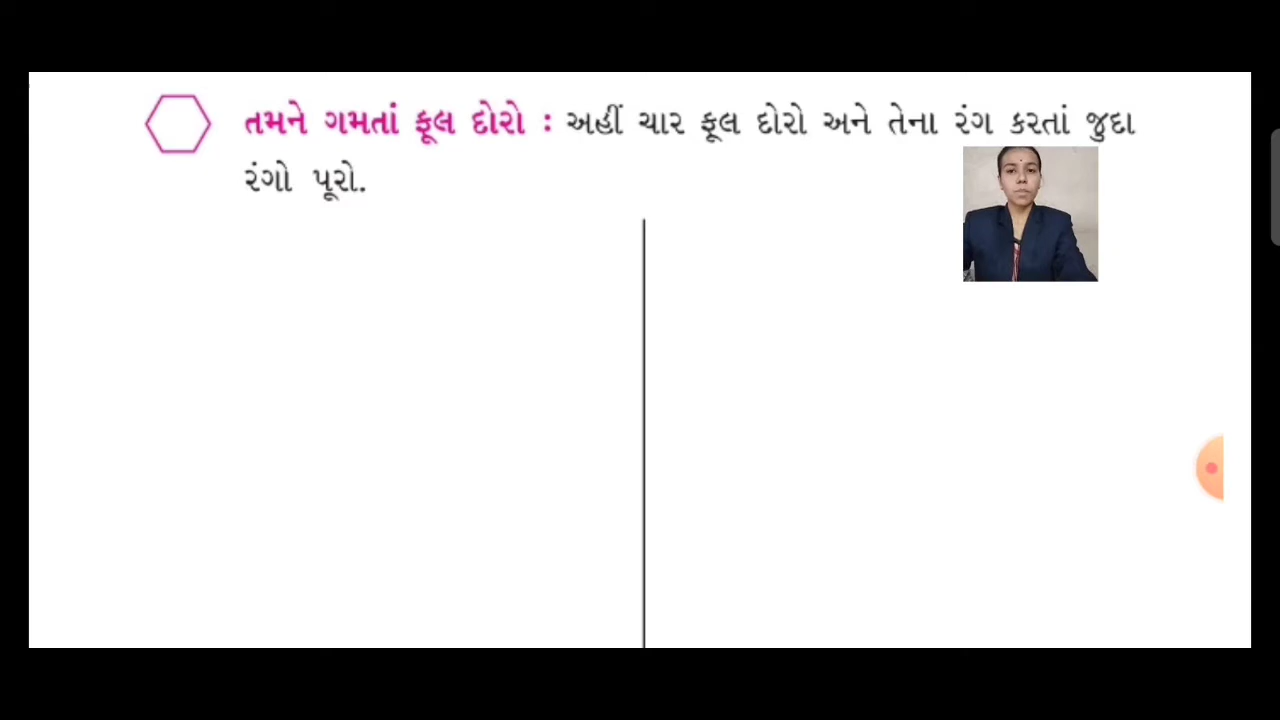 તમને ગમતાં ફૂલ દોરો : અહીં ચાર ફૂલ દોરો અને તેના રંગ કરતાં જુદા
રંગો પૂરો.